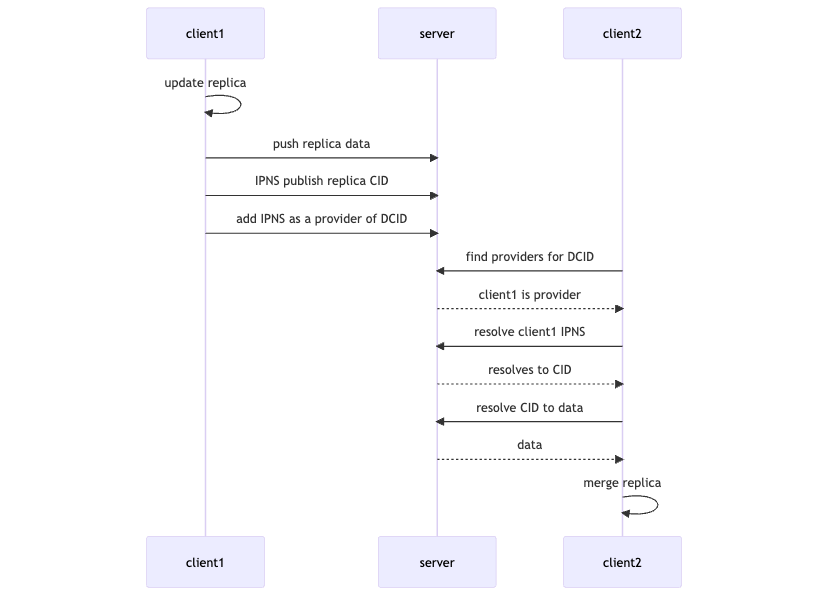 client1
server
client2
update replica
push replica data
IPNS publish replica CID
add IPNS as a provider of DCID
find providers for DCID
client1 is provider
resolve client1 IPNS
resolves to CID
resolve CID to data
data
merge replica
client1
server
client2